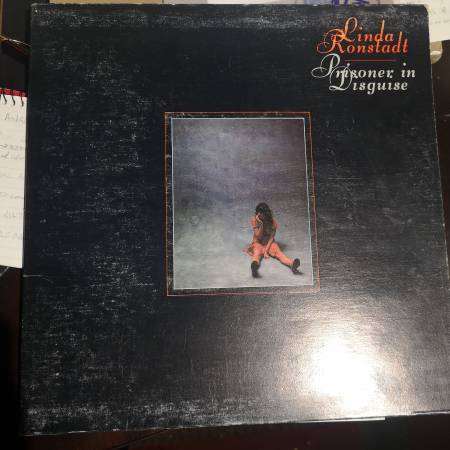 Linda
Ronstadt
Prisoner in
Disguise